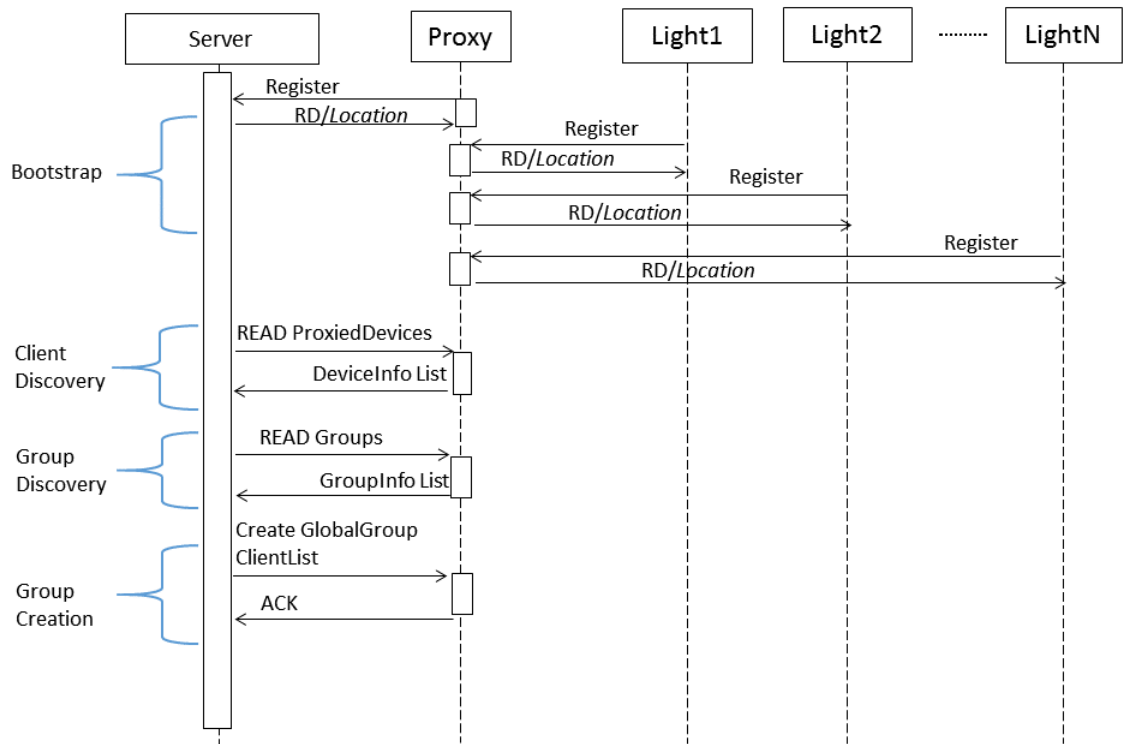 Server
Proxy
Light1
Light2
LightN
Register
RD/Location
Register
Bootstrap
RD/Location
Register
RD/Location
Register
RD/Location
READ ProxiedDevices
Client
Discovery
DeviceInfo List
READ Groups
Group
Discovery
GroupInfo List
Create GlobalGroup
ClientList
Group
Creation
ACK